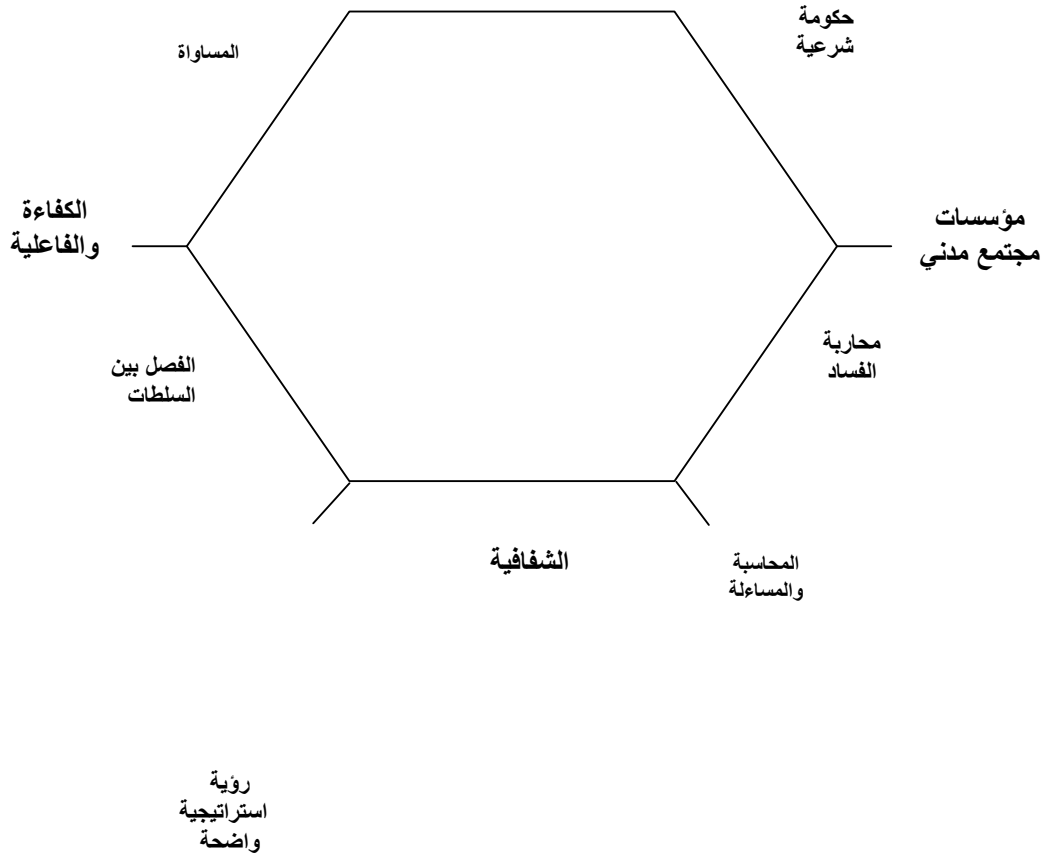 حكومة
شرعية
المساواة
مؤسسات
مجتمع مدني
الكفاءة
والفاعلية
محاربة
الفساد
الفصل بين
السلطات
المحاسبة
والمساءلة
الشفافية
رؤية
استراتيجية
واضحة